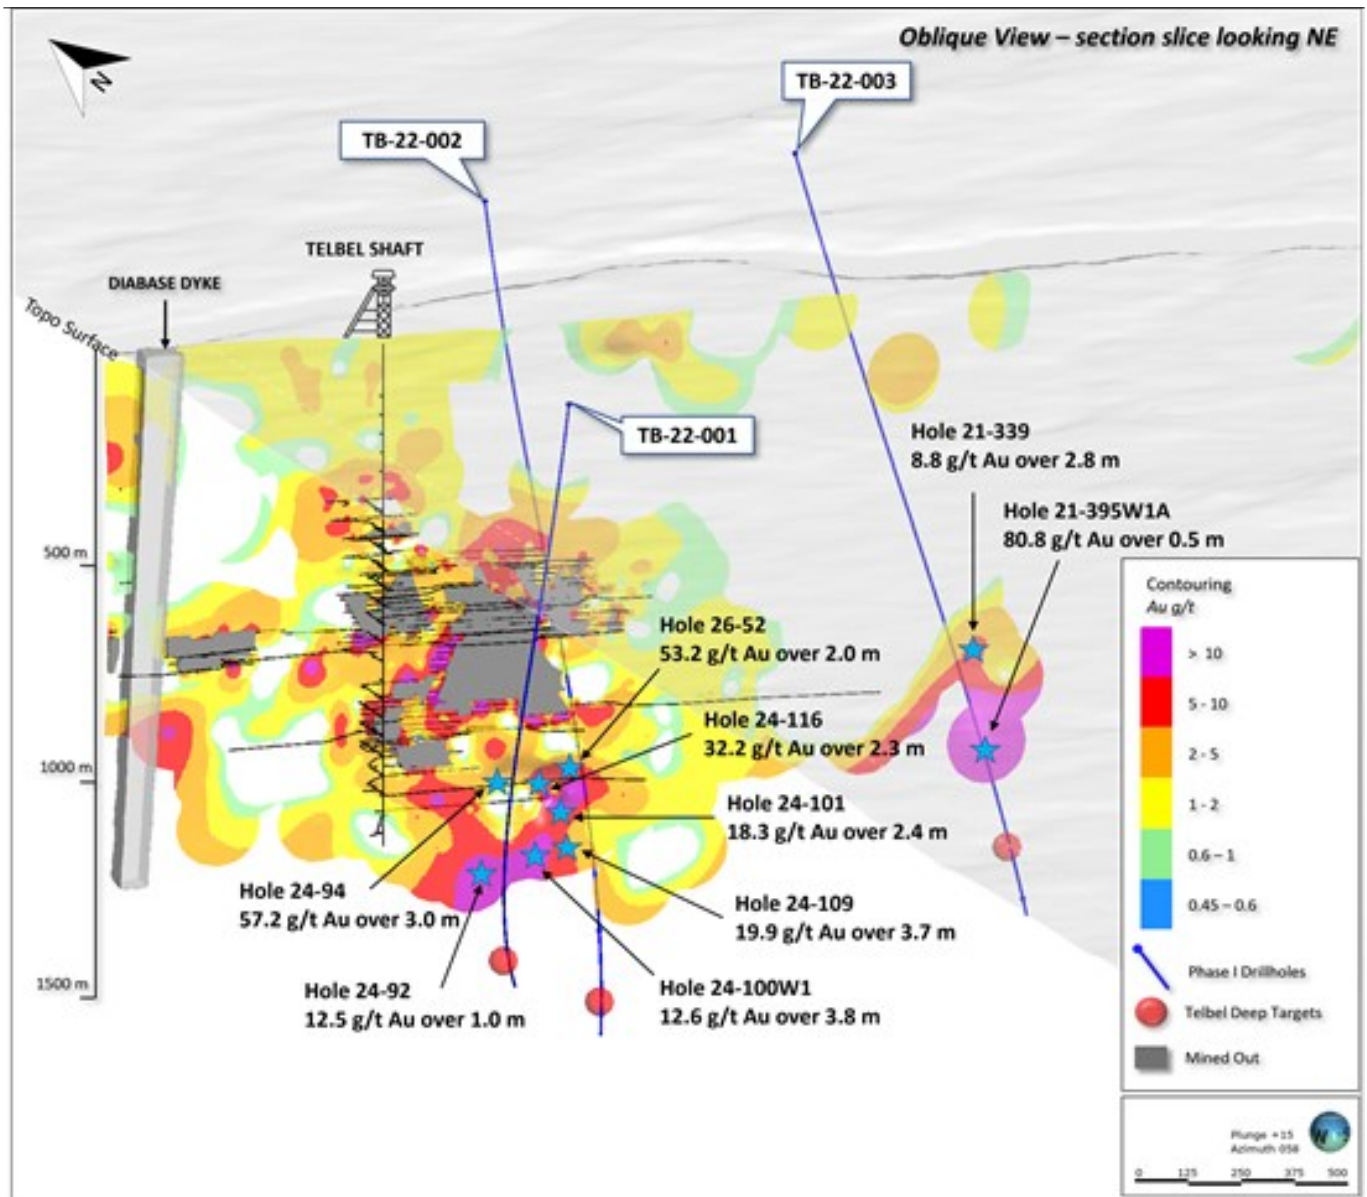 Oblique View – section slice looking NE
N
TB-22-003
TB-22-002
TELBEL SHAFT
DIABASE DYKE
Topo Surface
TB-22-001
Hole 21-339
8.8 g/t Au over 2.8 m
Hole 21-395W1A
80.8 g/t Au over 0.5 m
500 m
Hole 26-52
53.2 g/t Au over 2.0 m
Hole 24-116
32.2 g/t Au over 2.3 m
1000 m
Hole 24-101
18.3 g/t Au over 2.4 m
Hole 24-94
57.2 g/t Au over 3.0 m
Hole 24-109
19.9 g/t Au over 3.7 m
1500 m
Hole 24-92
12.5 g/t Au over 1.0 m
Hole 24-100W1
12.6 g/t Au over 3.8 m
Contouring
Au g/t
> 10
5 - 10
2 - 5
1 - 2
0.6 – 1
0.45 – 0.6
Phase I Drillholes
Telbel Deep Targets
Mined Out
Plunge +15
Azimuth 058
0 125 250 375 500